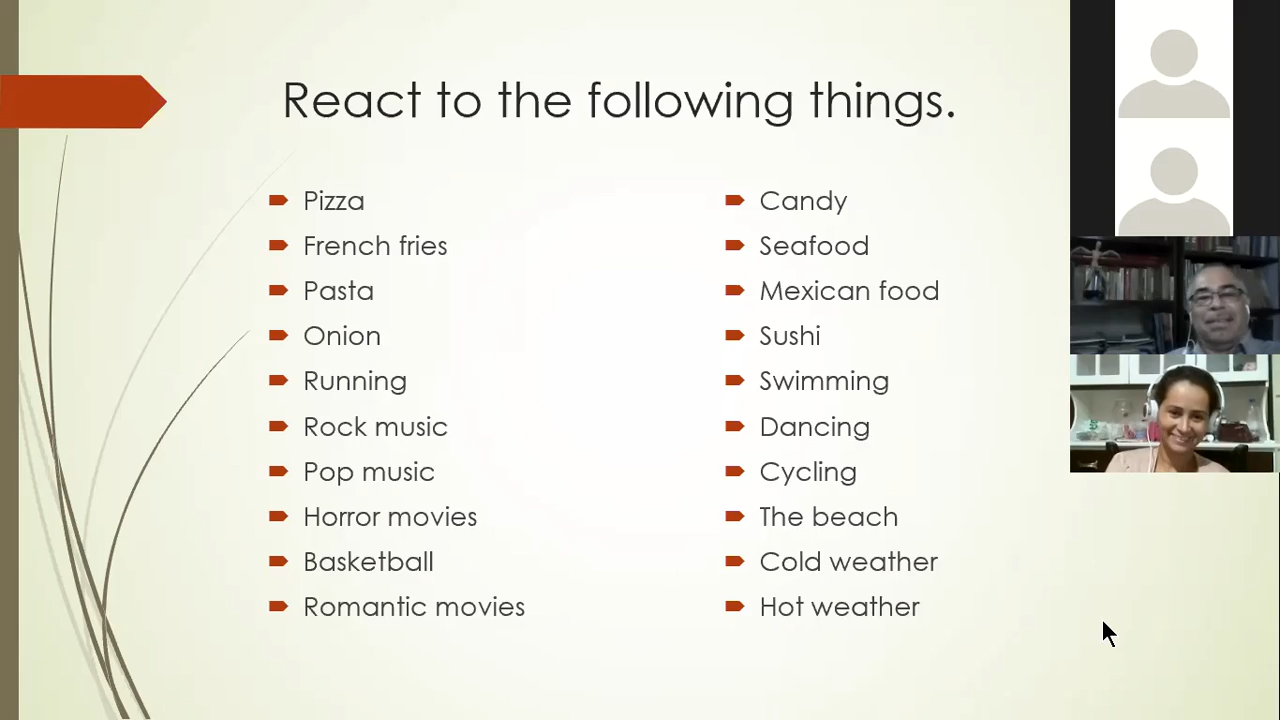 React to the following things.
Pizza
French fries
Pasta
Onion
Running
Rock music
Pop music
Horror movies
Basketball
Romantic movies
Candy
Seafood
Mexican food
Sushi
Swimming
Dancing
Cycling
The beach
Cold weather
Hot weather